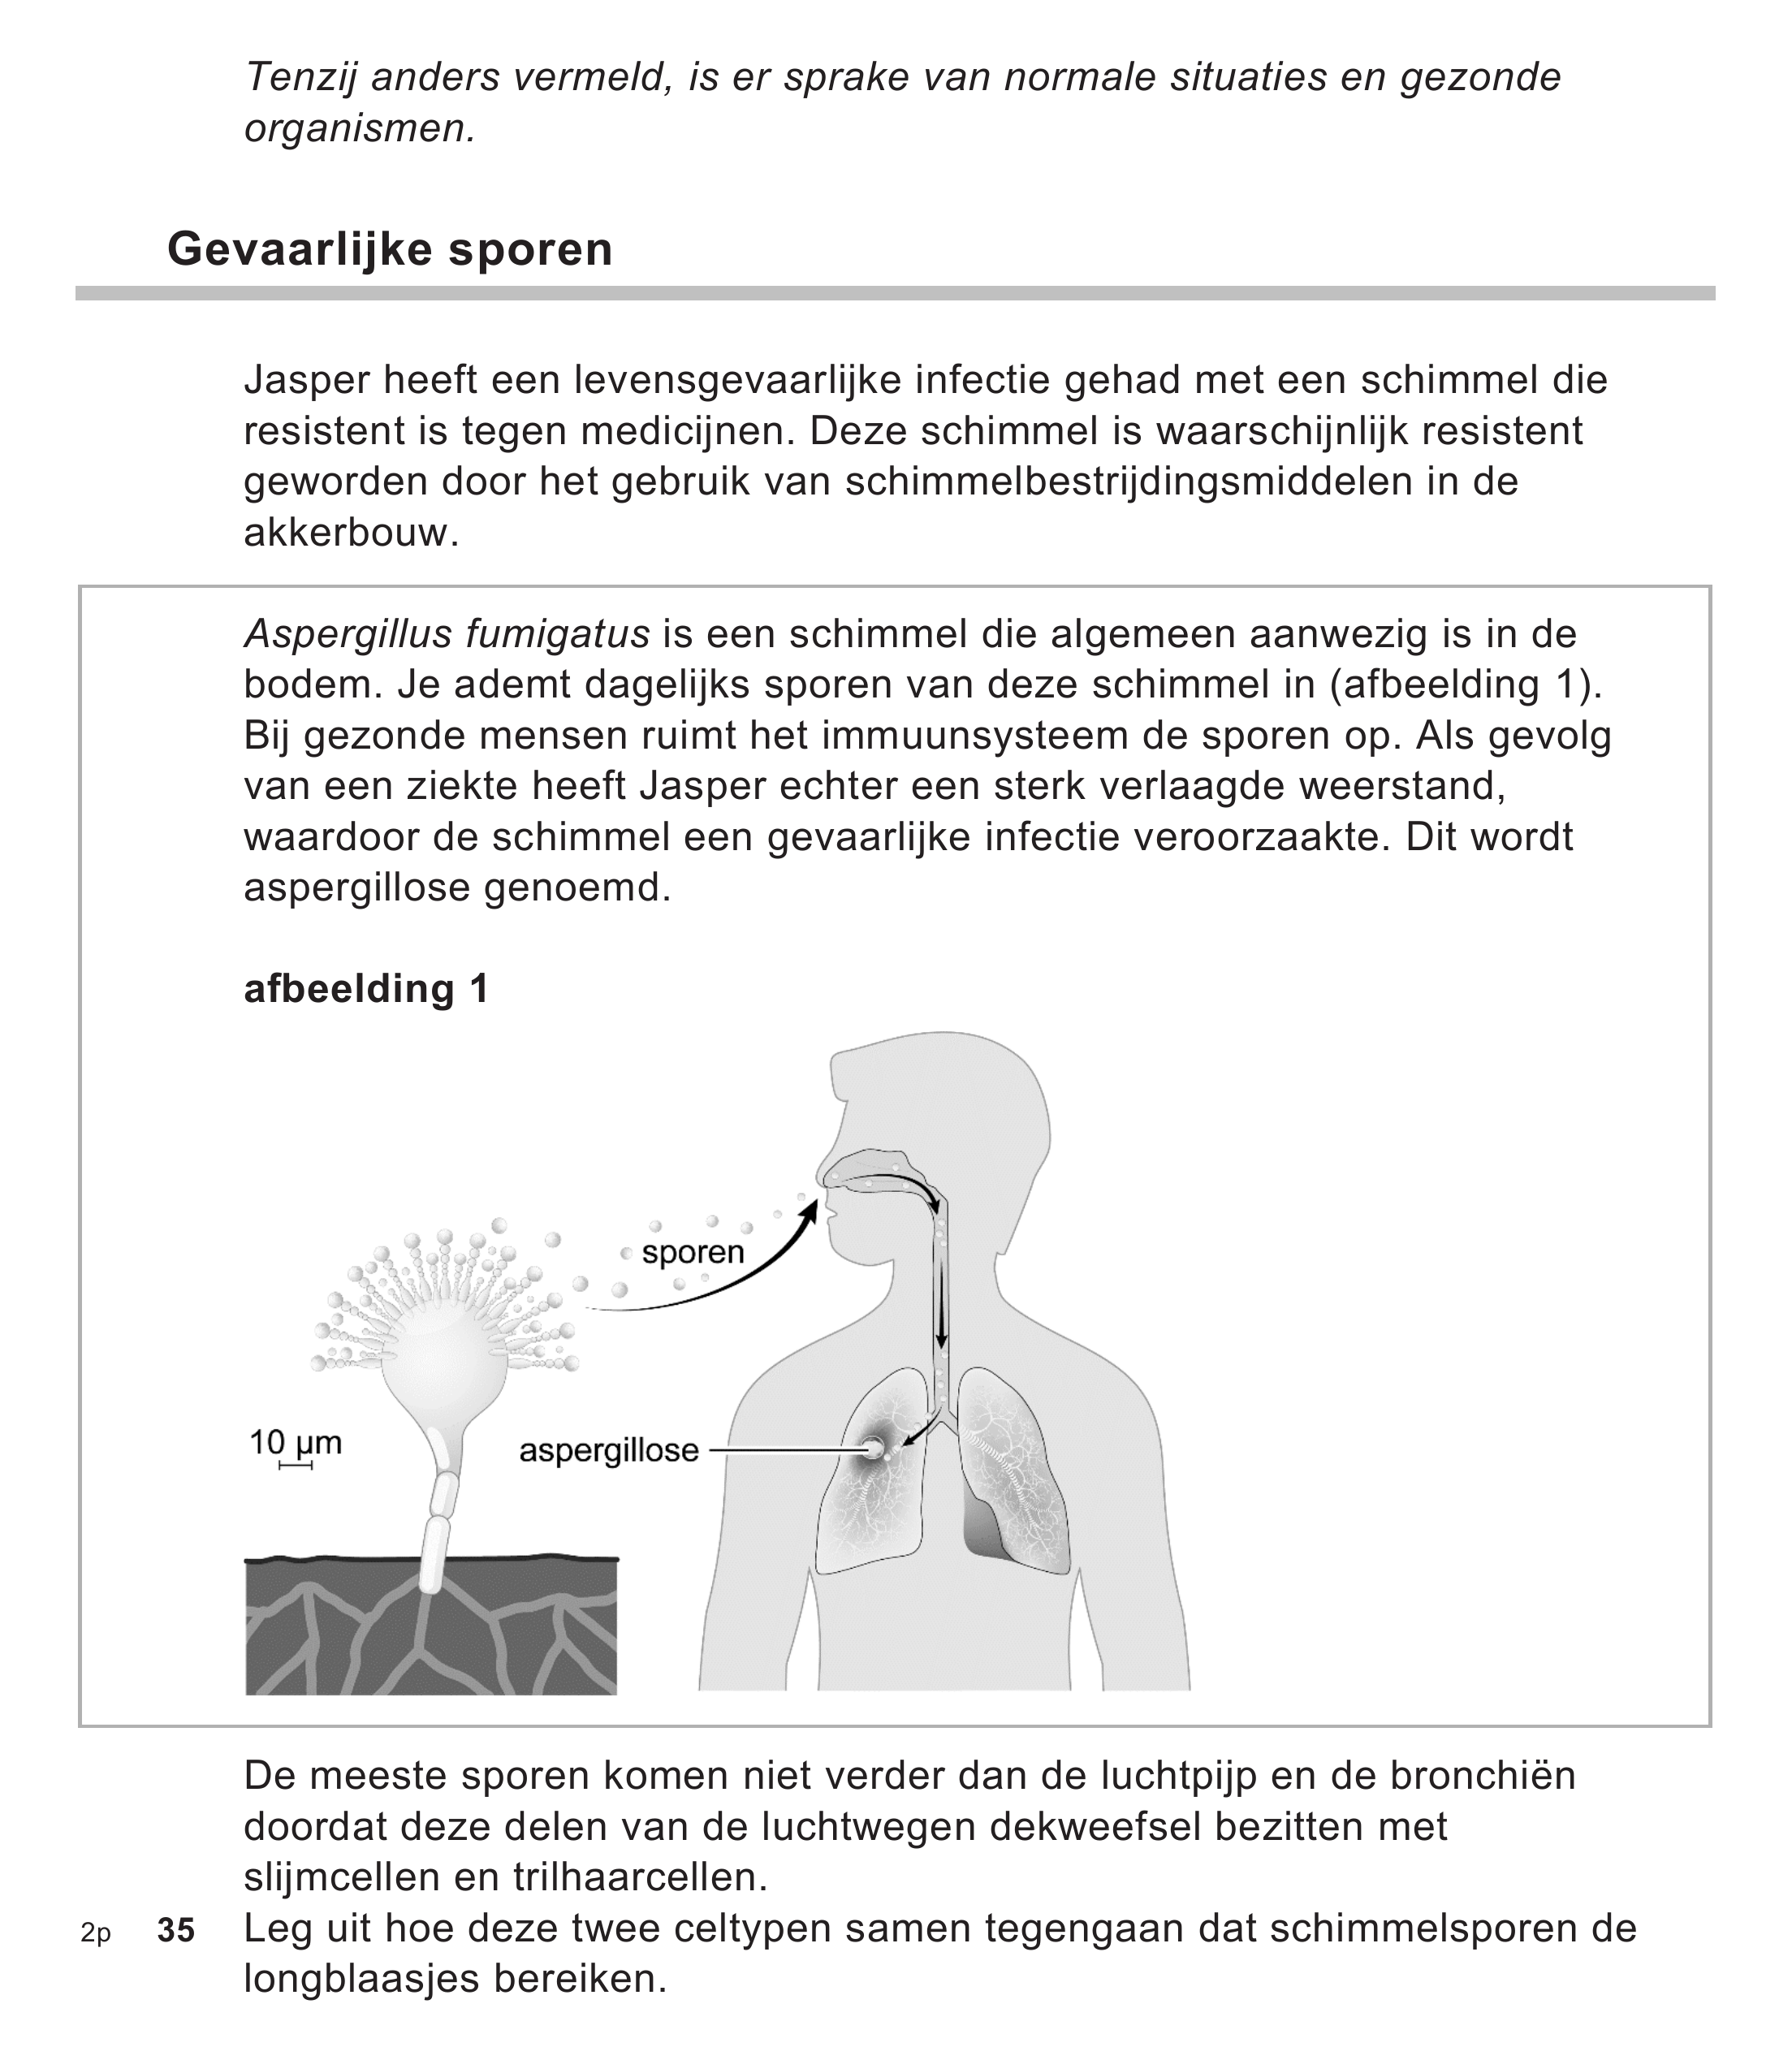 Tenzij anders vermeld, is er sprake van normale situaties en gezonde
organismen.
Gevaarlijke sporen
Jasper heeft een levensgevaarlijke infectie gehad met een schimmel die
resistent is tegen medicijnen. Deze schimmel is waarschijnlijk resistent
geworden door het gebruik van schimmelbestrijdingsmiddelen in de
akkerbouw.
Aspergillus fumigatus is een schimmel die algemeen aanwezig is in de
bodem. Je ademt dagelijks sporen van deze schimmel in (afbeelding 1).
Bij gezonde mensen ruimt het immuunsysteem de sporen op. Als gevolg
van een ziekte heeft Jasper echter een sterk verlaagde weerstand,
waardoor de schimmel een gevaarlijke infectie veroorzaakte. Dit wordt
aspergillose genoemd.
afbeelding 1
sporen
10 µm
aspergillose
De meeste sporen komen niet verder dan de luchtpijp en de bronchiën
doordat deze delen van de luchtwegen dekweefsel bezitten met
slijmcellen en trilhaarcellen.
2p 35 Leg uit hoe deze twee celtypen samen tegengaan dat schimmelsporen de
longblaasjes bereiken.